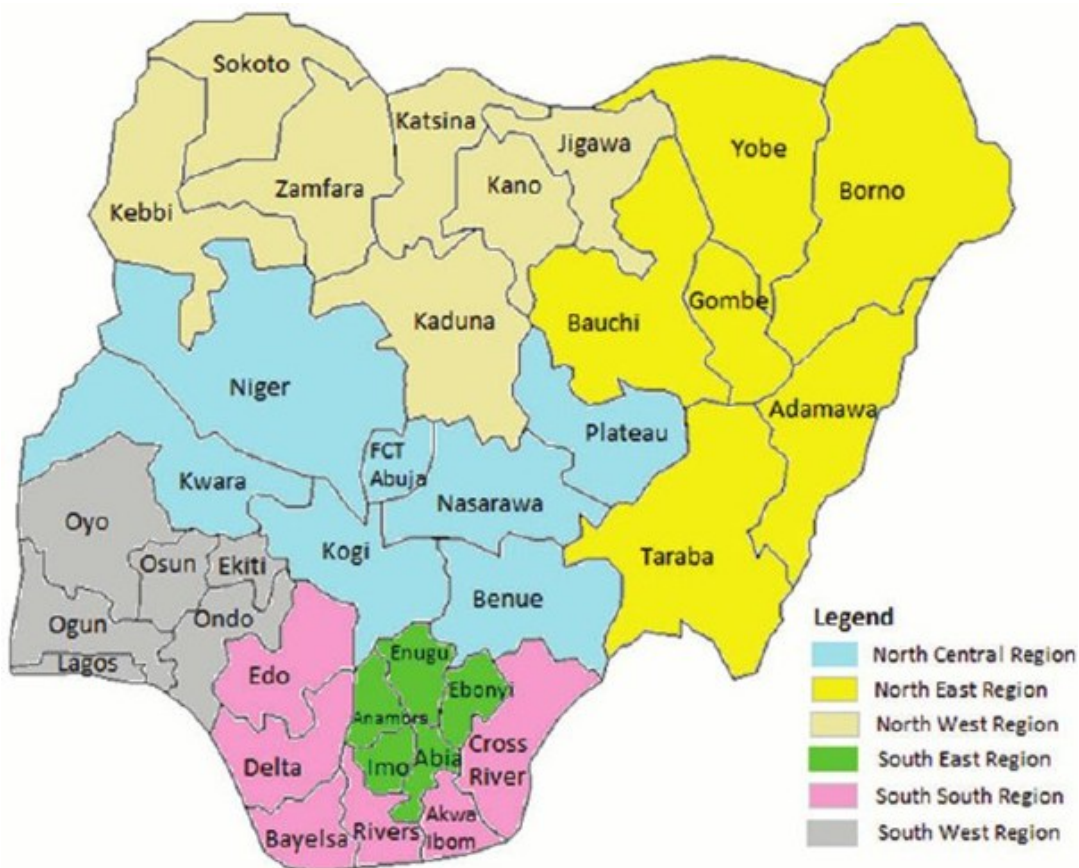 Sokoto
Katsina
Jigawa
Yobe
Borno
Kano
Zamfara
Kebbi
Gombe
Kaduna
Bauchi
Niger
Adamawa
Plateau
FCT
Abuja
Kwara
Nasarawa
Oyo
Kogi
Taraba
Osun
Ekiti
Benue
Ondo
Ogun
Lagos
Edo
Enugu
Ebonyi
Anamors
Abia
Imo
Cross
River
Delta
Akwa
Ibom
Rivers
Bayelsa
Legend
North Central Region
North East Region
North West Region
South East Region
South South Region
South West Region